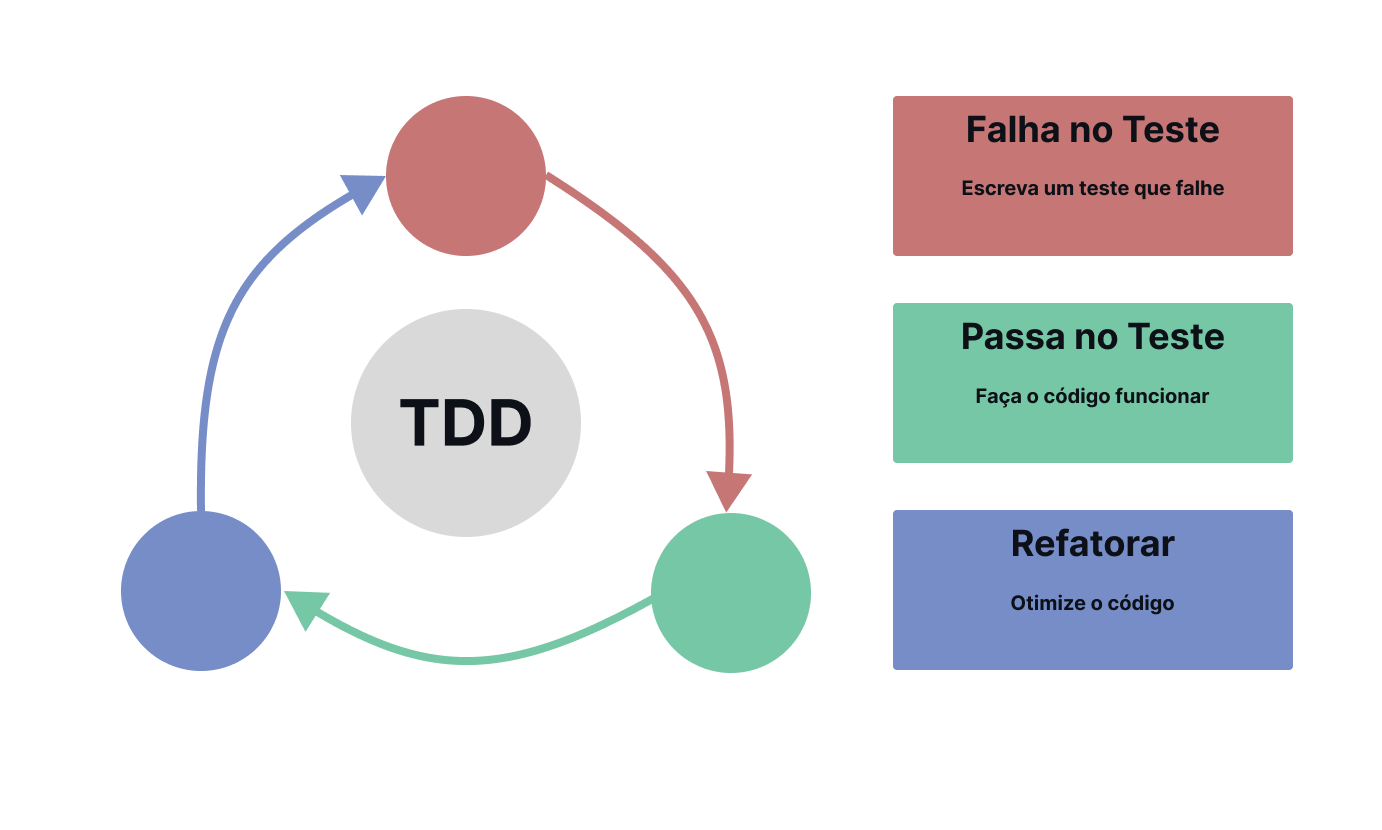 TDD
Falha no Teste
Escreva um teste que falhe
Passa no Teste
Faça o código funcionar
Refatorar
Otimize o código